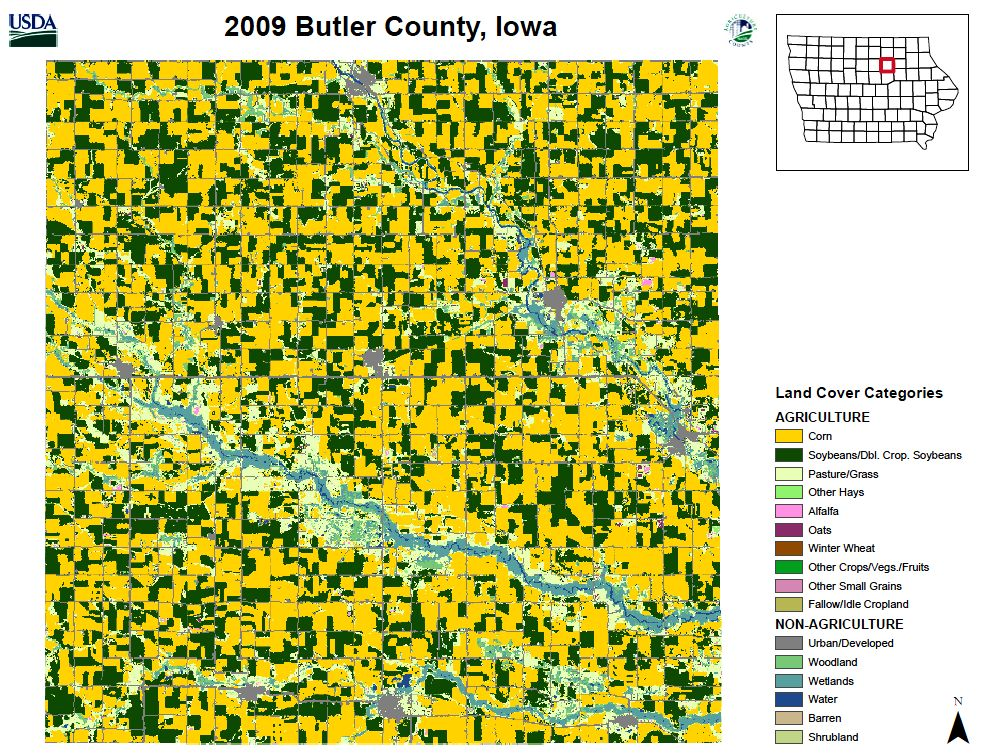 USDA
2009 Butler County, Iowa
AGRICULTURE
COUNTS
Land Cover Categories
AGRICULTURE
Corn
Soybeans/Dbl. Crop. Soybeans
Pasture/Grass
Other Hays
Alfalfa
Oats
Winter Wheat
Other Crops/Vegs./Fruits
Other Small Grains
Fallow/Idle Cropland
NON-AGRICULTURE
Urban/Developed
Woodland
Wetlands
Water
Barren
Shrubland
N